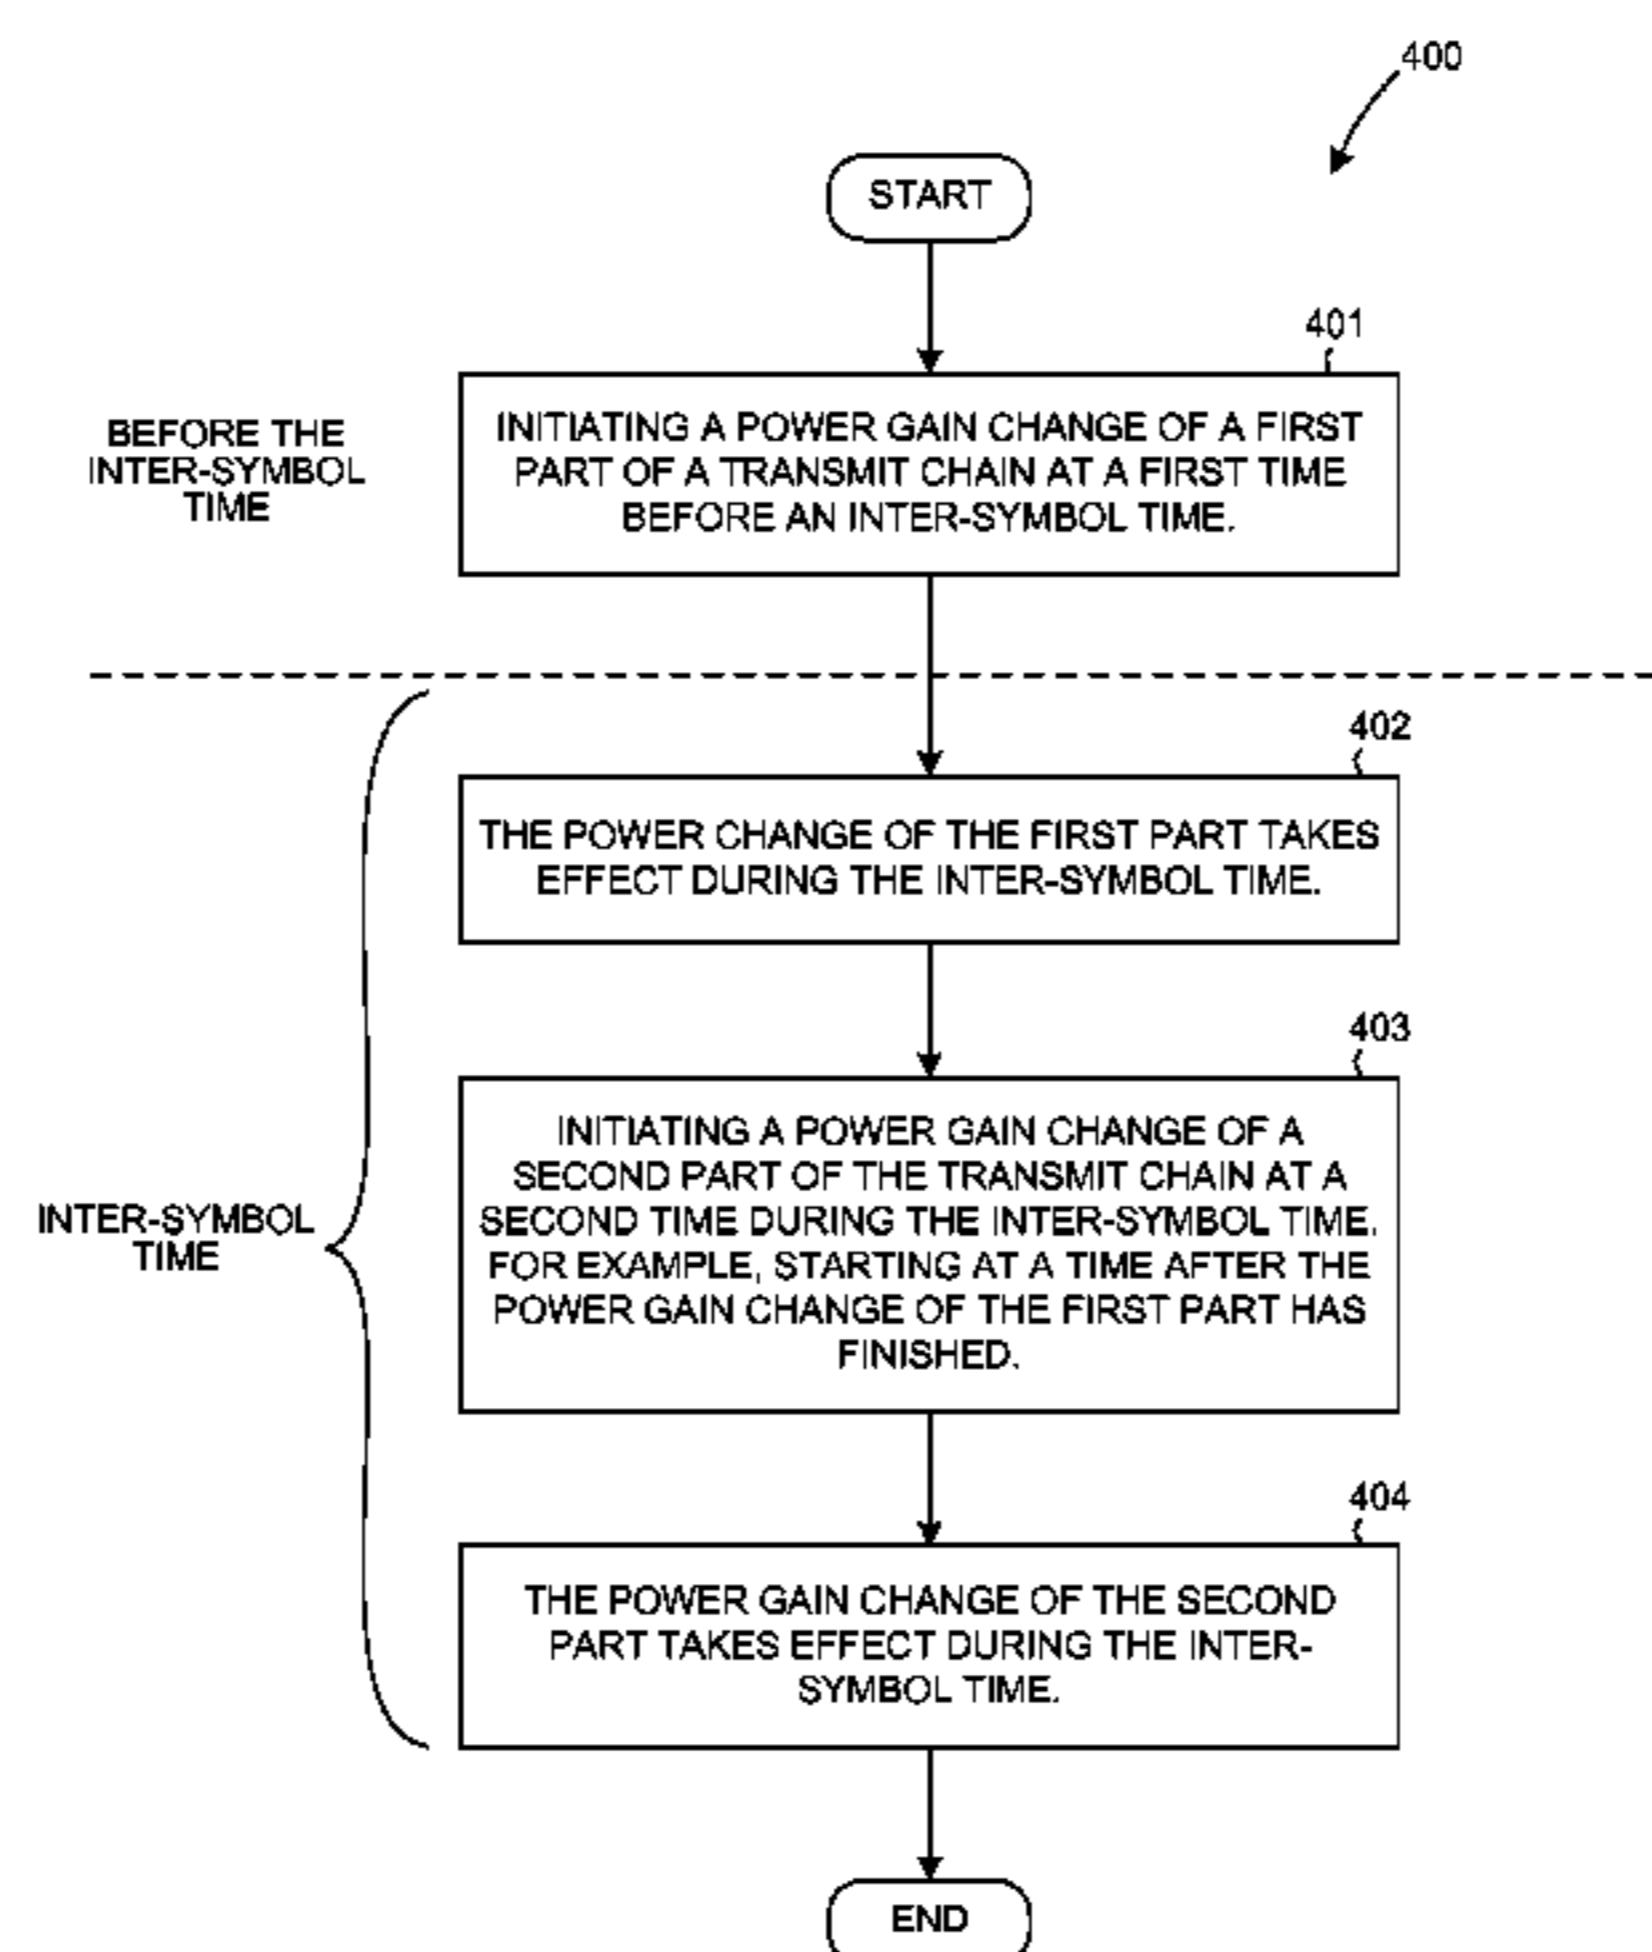 400
START
401
BEFORE THE
INTER-SYMBOL
TIME
INITIATING A POWER GAIN CHANGE OF A FIRST
PART OF A TRANSMIT CHAIN AT A FIRST TIME
BEFORE AN INTER-SYMBOL TIME.
402
THE POWER CHANGE OF THE FIRST PART TAKES
EFFECT DURING THE INTER-SYMBOL TIME.
403
INTER-SYMBOL
TIME
INITIATING A POWER GAIN CHANGE OF A
SECOND PART OF THE TRANSMIT CHAIN AT A
SECOND TIME DURING THE INTER-SYMBOL TIME.
FOR EXAMPLE, STARTING AT A TIME AFTER THE
POWER GAIN CHANGE OF THE FIRST PART HAS
FINISHED.
404
THE POWER GAIN CHANGE OF THE SECOND
PART TAKES EFFECT DURING THE INTER-
SYMBOL TIME.
END